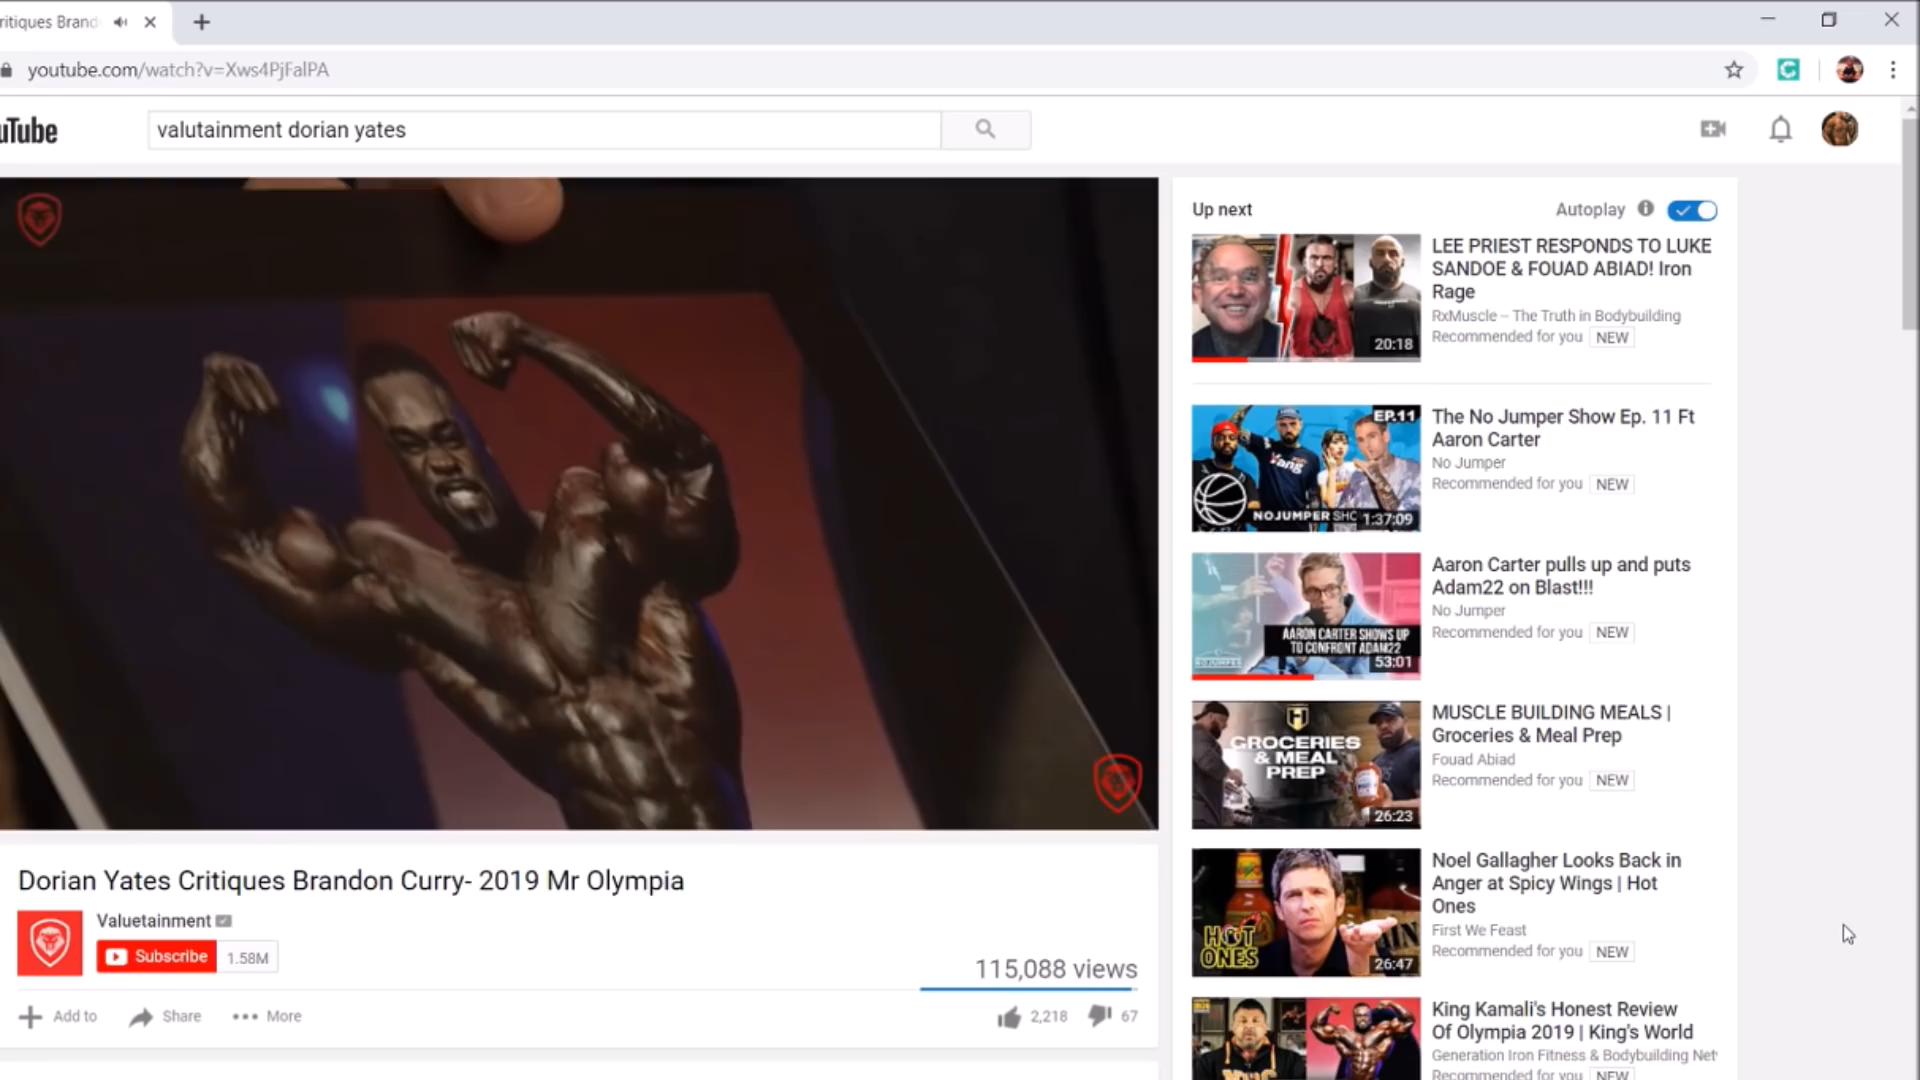 ritiques Brand
youtube.com/watch?v=Xws4PjFalPA
uTube
valutainment dorian yates
Up next
Autoplay
LEE PRIEST RESPONDS TO LUKE
SANDOE & FOUAD ABIAD! Iron
Rage
RxMuscle – The Truth in Bodybuilding
Recommended for you NEW
20:18
EP.11
Yang
NOJUMPER SHO
1:37:09
The No Jumper Show Ep. 11 Ft
Aaron Carter
No Jumper
Recommended for you NEW
AARON CARTER SHOWS UP
TO CONFRONT ADAM22
NOJUMPER
53:01
Aaron Carter pulls up and puts
Adam22 on Blast!!!
No Jumper
Recommended for you NEW
GROCERIES
& MEAL
PREP
26:23
MUSCLE BUILDING MEALS |
Groceries & Meal Prep
Fouad Abiad
Recommended for you NEW
HOT
ONES
26:47
Noel Gallagher Looks Back in
Anger at Spicy Wings | Hot
Ones
First We Feast
Recommended for you NEW
King Kamali's Honest Review
Of Olympia 2019 | King's World
Generation Iron Fitness & Bodybuilding Net
Recommended for you NEW
Dorian Yates Critiques Brandon Curry- 2019 Mr Olympia
Valuetainment
Subscribe 1.58M
115,088 views
Add to Share More
2,218 67